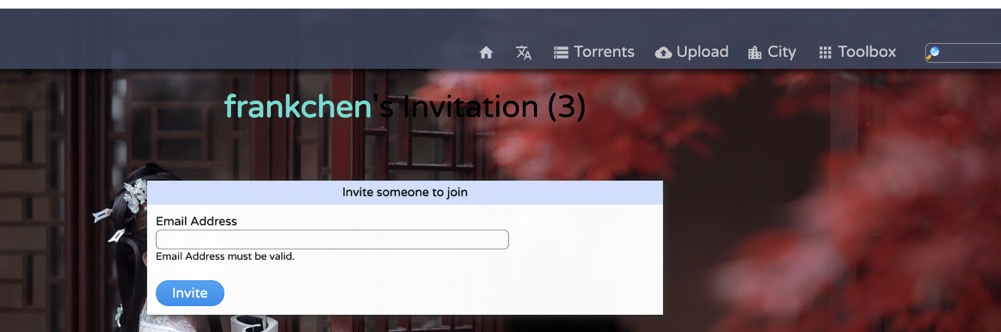 Torrents Upload City Toolbox
frankchen's Invitation (3)
Invite someone to join
Email Address
Email Address must be valid.
Invite